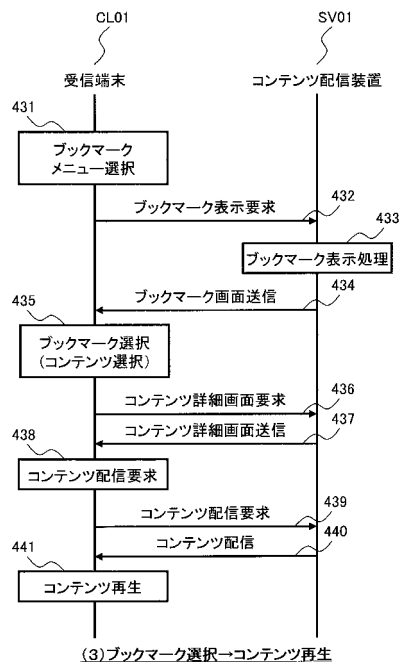 CL01
SV01
受信端末
コンテンツ配信装置
431
ブックマーク
メニュー選択
ブックマーク表示要求
432
433
ブックマーク表示処理
ブックマーク画面送信
434
435
ブックマーク選択
(コンテンツ選択)
コンテンツ詳細画面要求
436
コンテンツ詳細画面送信
437
438
コンテンツ配信要求
コンテンツ配信要求
439
コンテンツ配信
440
441
コンテンツ再生
(3)ブックマーク選択→コンテンツ再生